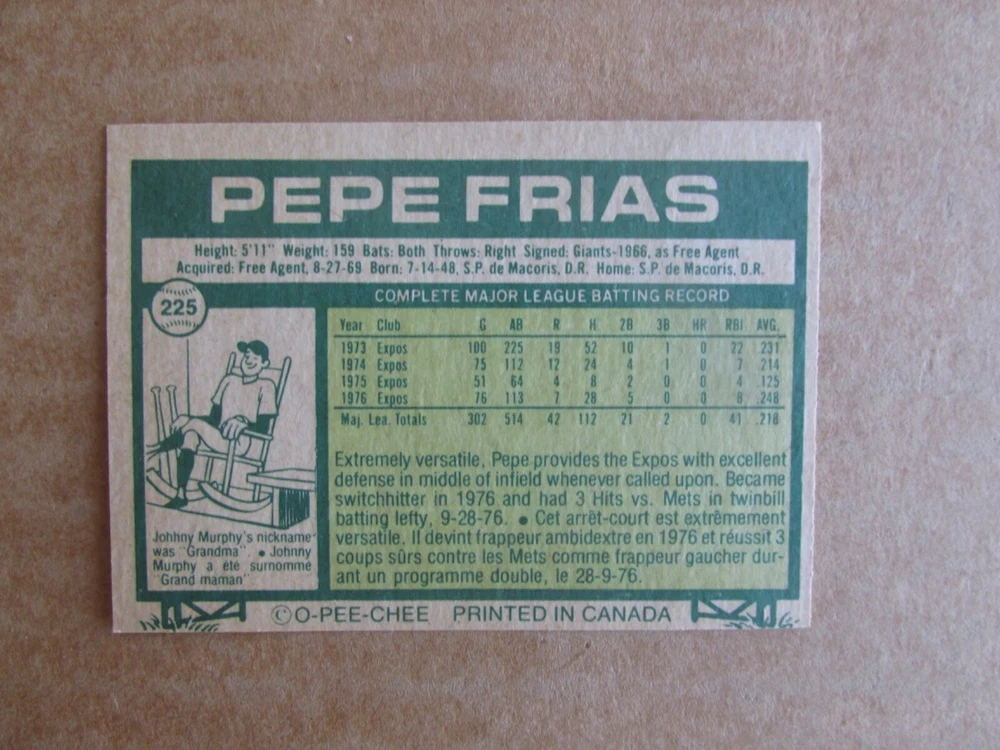 PEPE FRIAS
Height: 5'11" Weight: 159 Bats: Both Throws: Right Signed: Giants-1966, as Free Agent
Acquired: Free Agent, 8-27-69 Born: 7-14-48, S.P. de Macoris, D.R. Home: S.P. de Macoris, D.R.
225
COMPLETE MAJOR LEAGUE BATTING RECORD
Year Club G AB R H 2B 3B HR RBI AVG.
1973 Expos 100 225 19 52 10 1 0 22 .231
1974 Expos 75 112 12 24 4 1 0 7 .214
1975 Expos 51 64 4 8 2 0 0 4 .125
1976 Expos 76 113 7 28 5 0 0 8 .248
Maj. Lea. Totals 302 514 42 112 21 2 0 41 .218
Extremely versatile, Pepe provides the Expos with excellent
defense in middle of infield whenever called upon. Became
switchhitter in 1976 and had 3 Hits vs. Mets in twinbill
batting lefty, 9-28-76. • Cet arrêt-court est extrêmement
versatile. Il devint frappeur ambidextre en 1976 et réussit 3
coups sûrs contre les Mets comme frappeur gaucher dur-
ant un programme double, le 28-9-76.
Johhny Murphy's nickname
was "Grandma". • Johnny
Murphy a été surnommé
"Grand maman"
©O-PEE-CHEE PRINTED IN CANADA